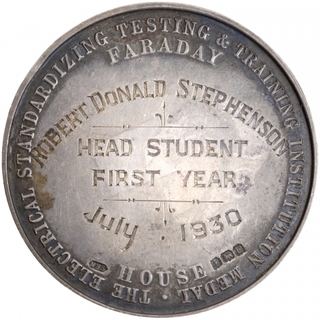 THE ELECTRICAL STANDARDIZING TESTING & TRAINING INSTITUTION MEDAL
FARADAY
ROBERT DONALD STEPHENSON
HEAD STUDENT
FIRST YEAR
July 1930
HOUSE